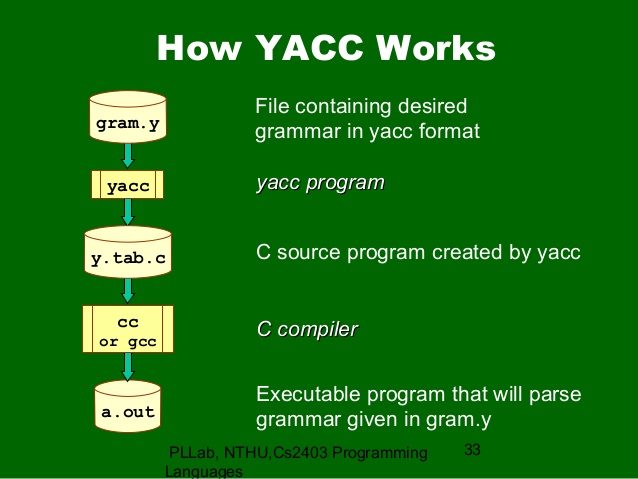 How YACC Works
gram.y
File containing desired
grammar in yacc format
yacc
yacc program
y.tab.c
C source program created by yacc
cc
or gcc
C compiler
a.out
Executable program that will parse
grammar given in gram.y
PLLab, NTHU,Cs2403 Programming
Languages
33